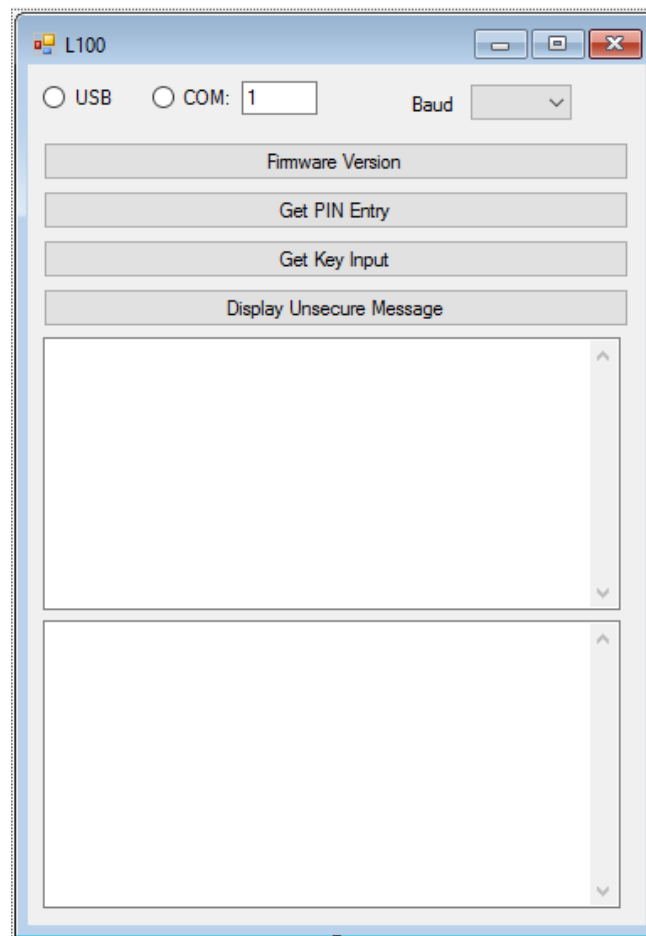 L100
USB COM: 1 Baud
Firmware Version
Get PIN Entry
Get Key Input
Display Unsecure Message